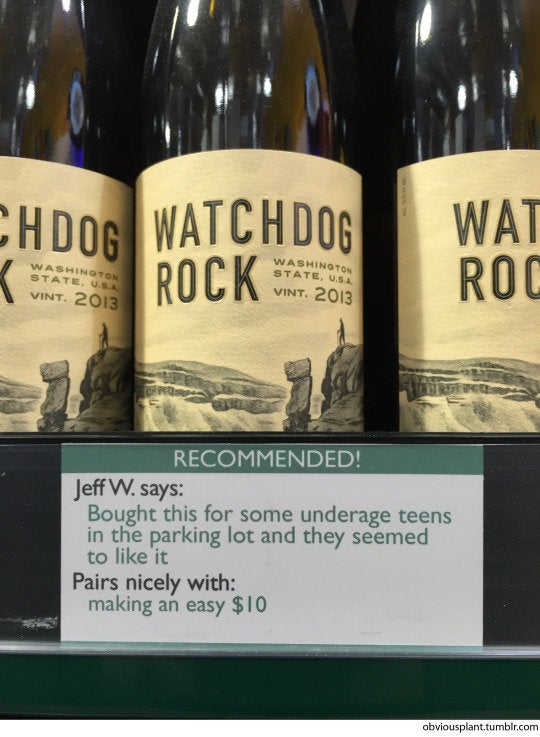 CHDOG
K
WASHINGTON
STATE, U.S.A.
VINT. 2013
WATCHDOG
ROCK
WASHINGTON
STATE, U.S.A.
VINT. 2013
WAT
ROC
RECOMMENDED!
Jeff W. says:
Bought this for some underage teens
in the parking lot and they seemed
to like it
Pairs nicely with:
making an easy $10
obviousplant.tumblr.com